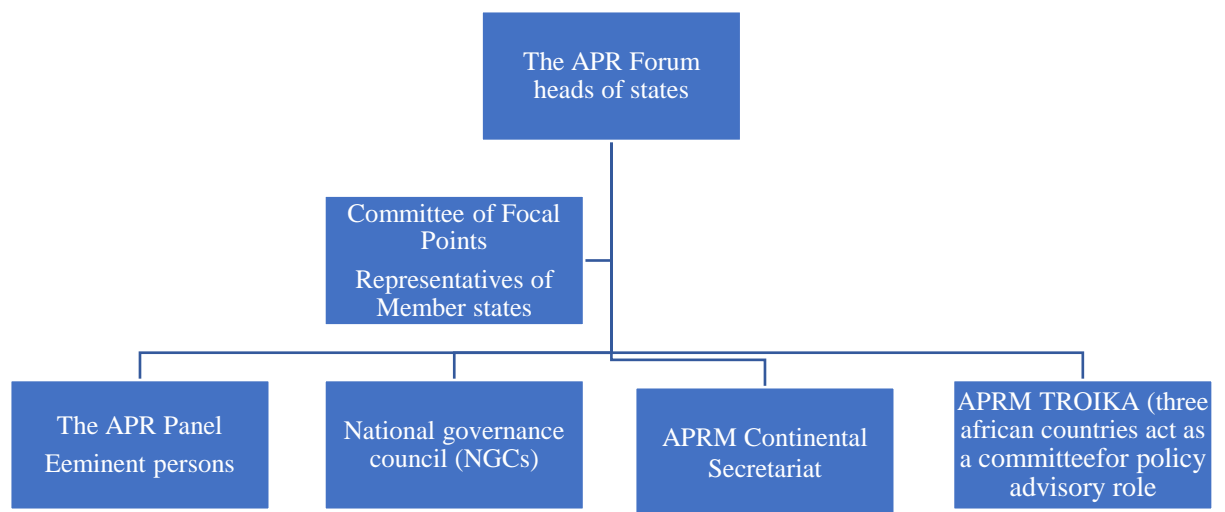 The APR Forum
heads of states
Committee of Focal
Points
Representatives of
Member states
The APR Panel
Eeminent persons
National governance
council (NGCs)
APRM Continental
Secretariat
APRM TROIKA (three
african countries act as
a committeefor policy
advisory role